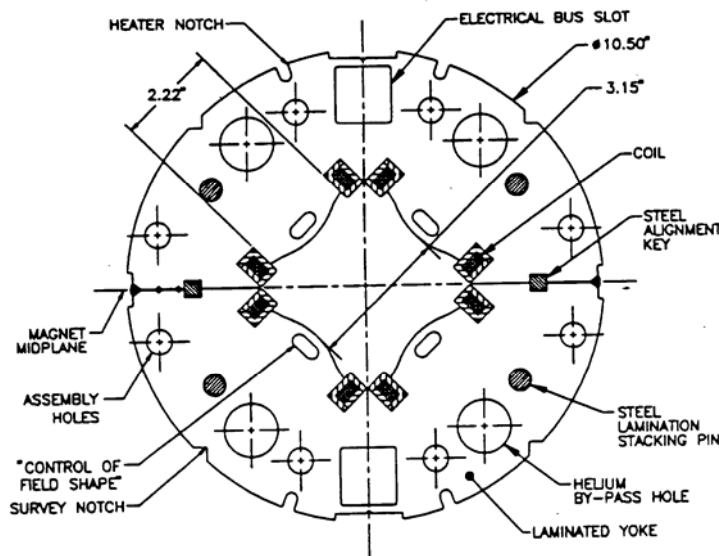 HEATER NOTCH
ELECTRICAL BUS SLOT
ø10.50"
2.22"
3.15"
COIL
STEEL
ALIGNMENT
KEY
MAGNET
MIDPLANE
ASSEMBLY
HOLES
STEEL
LAMINATION
STACKING PIN
"CONTROL OF
FIELD SHAPE"
SURVEY NOTCH
HELIUM
BY-PASS HOLE
LAMINATED YOKE